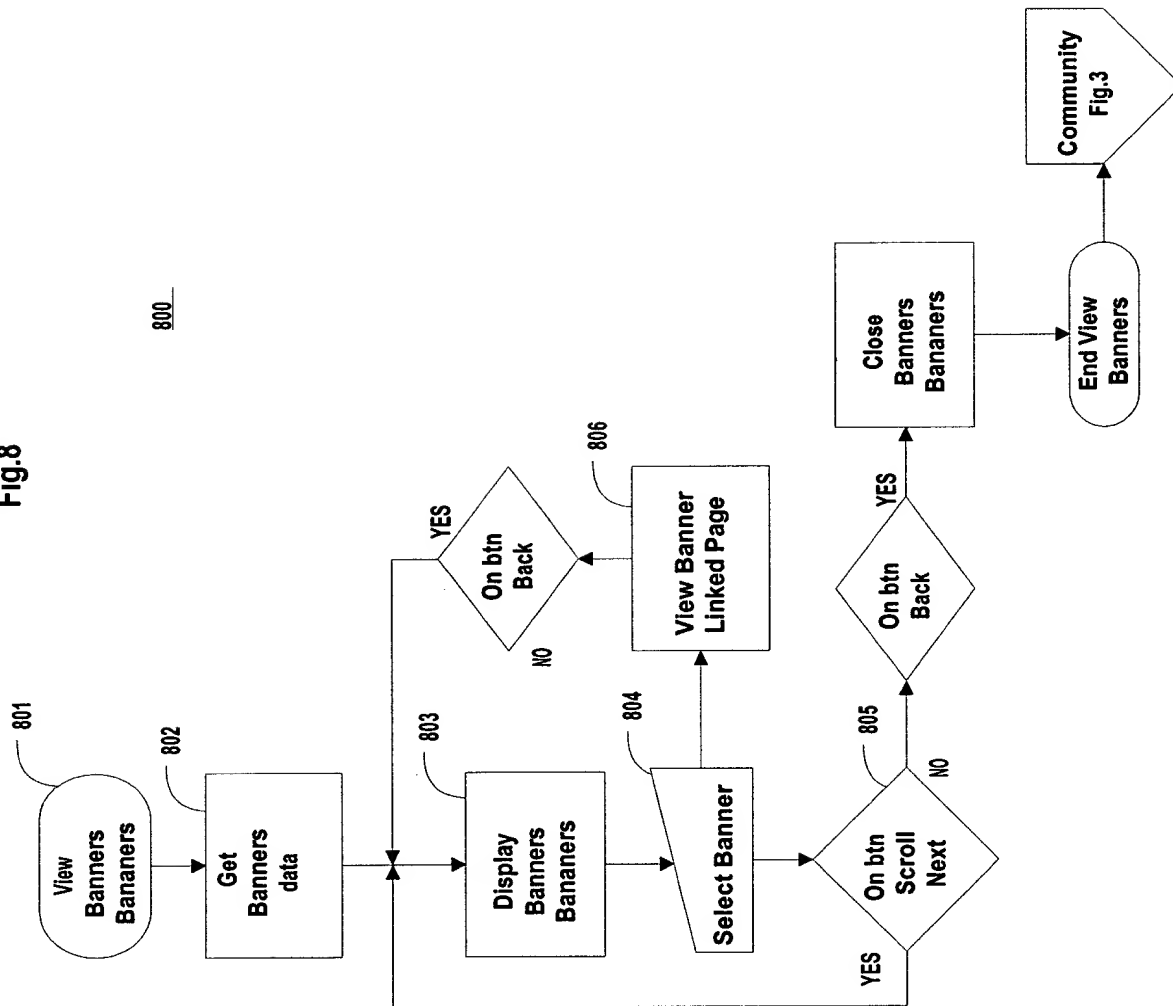 Fig.8
800
801
View
Banners
Bananers
802
Get
Banners
data
803
Display
Banners
Bananers
804
Select Banner
805
On btn
Scroll
Next
YES
NO
806
View Banner
Linked Page
On btn
Back
YES
NO
On btn
Back
YES
Close
Banners
Bananers
End View
Banners
Community
Fig.3